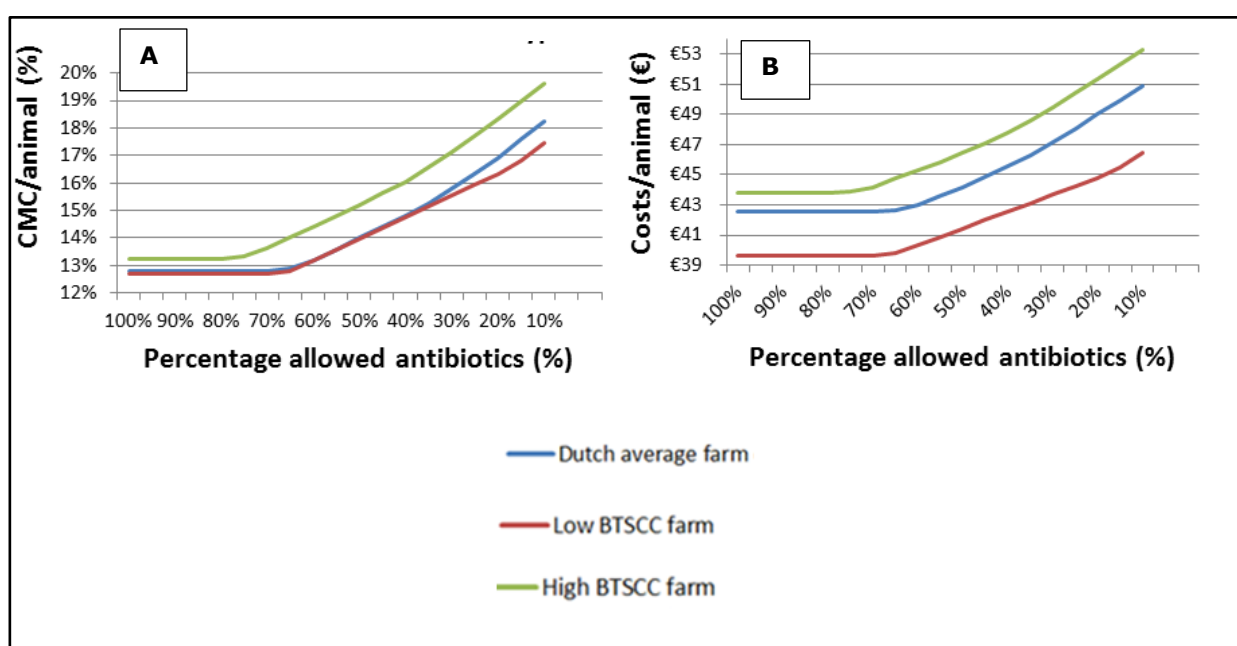 A
CMC/animal (%)
20%
19%
18%
17%
16%
15%
14%
13%
12%
100% 90% 80% 70% 60% 50% 40% 30% 20% 10%
Percentage allowed antibiotics (%)
B
Costs/animal (€)
€53
€51
€49
€47
€45
€43
€41
€39
100% 90% 80% 70% 60% 50% 40% 30% 20% 10%
Percentage allowed antibiotics (%)
Dutch average farm
Low BTSCC farm
High BTSCC farm